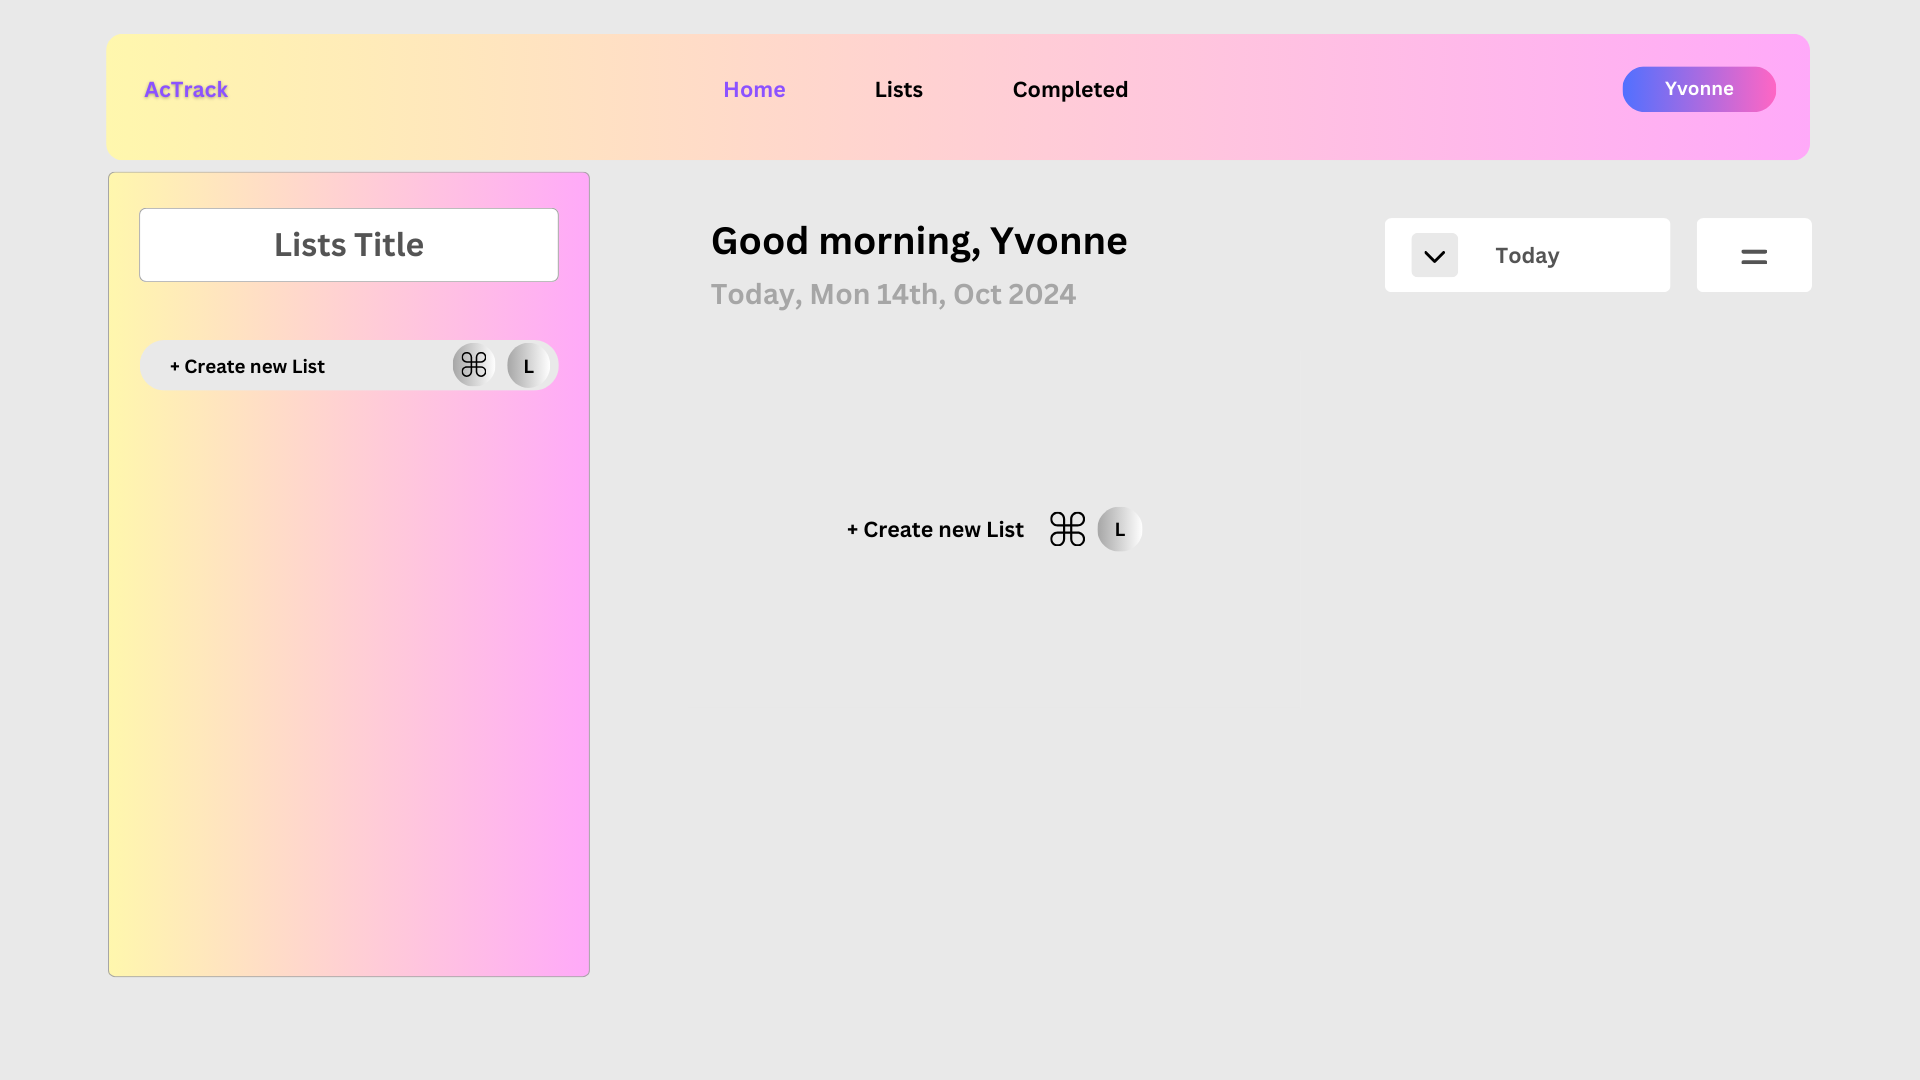 AcTrack
Home
Lists
Completed
Yvonne
Lists Title
+ Create new List ⌘ L
Good morning, Yvonne
Today, Mon 14th, Oct 2024
Today
+ Create new List ⌘ L